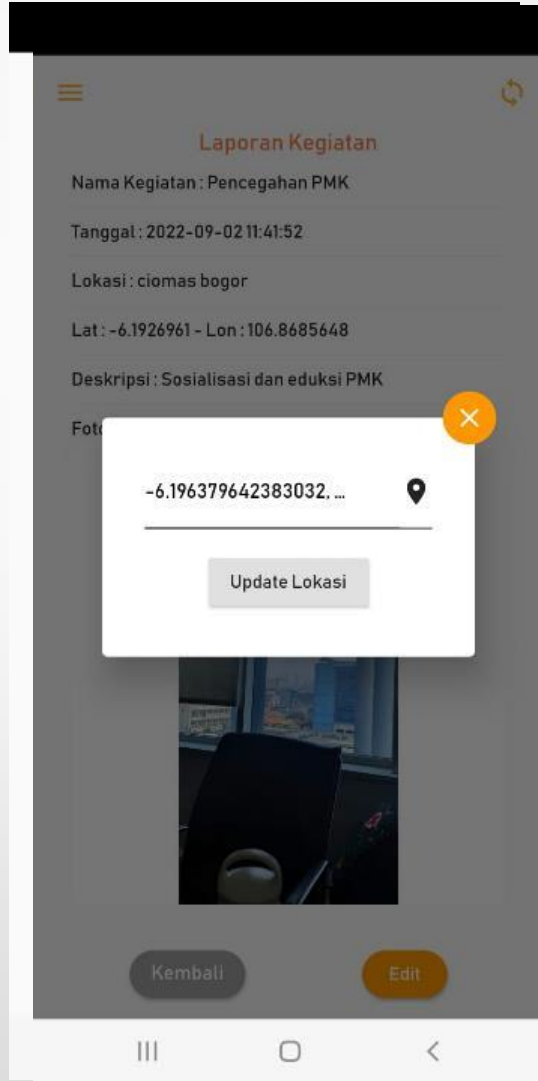 Laporan Kegiatan
Nama Kegiatan : Pencegahan PMK
Tanggal : 2022-09-02 11:41:52
Lokasi : ciomas bogor
Lat : -6.1926961 - Lon : 106.8685648
Deskripsi : Sosialisasi dan eduksi PMK
-6.196379642383032, ...
Update Lokasi
Kembali
Edit